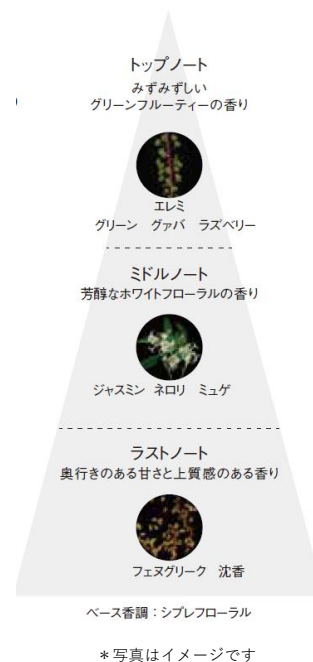 トップノート
みずみずしい
グリーンフルーティーの香り
エレミ
グリーン グァバ ラズベリー
ミドルノート
芳醇なホワイトフローラルの香り
ジャスミン ネロリ ミュゲ
ラストノート
奥行きのある甘さと上質感のある香り
フェヌグリーク 沈香
ベース香調：シプレフローラル
＊写真はイメージです